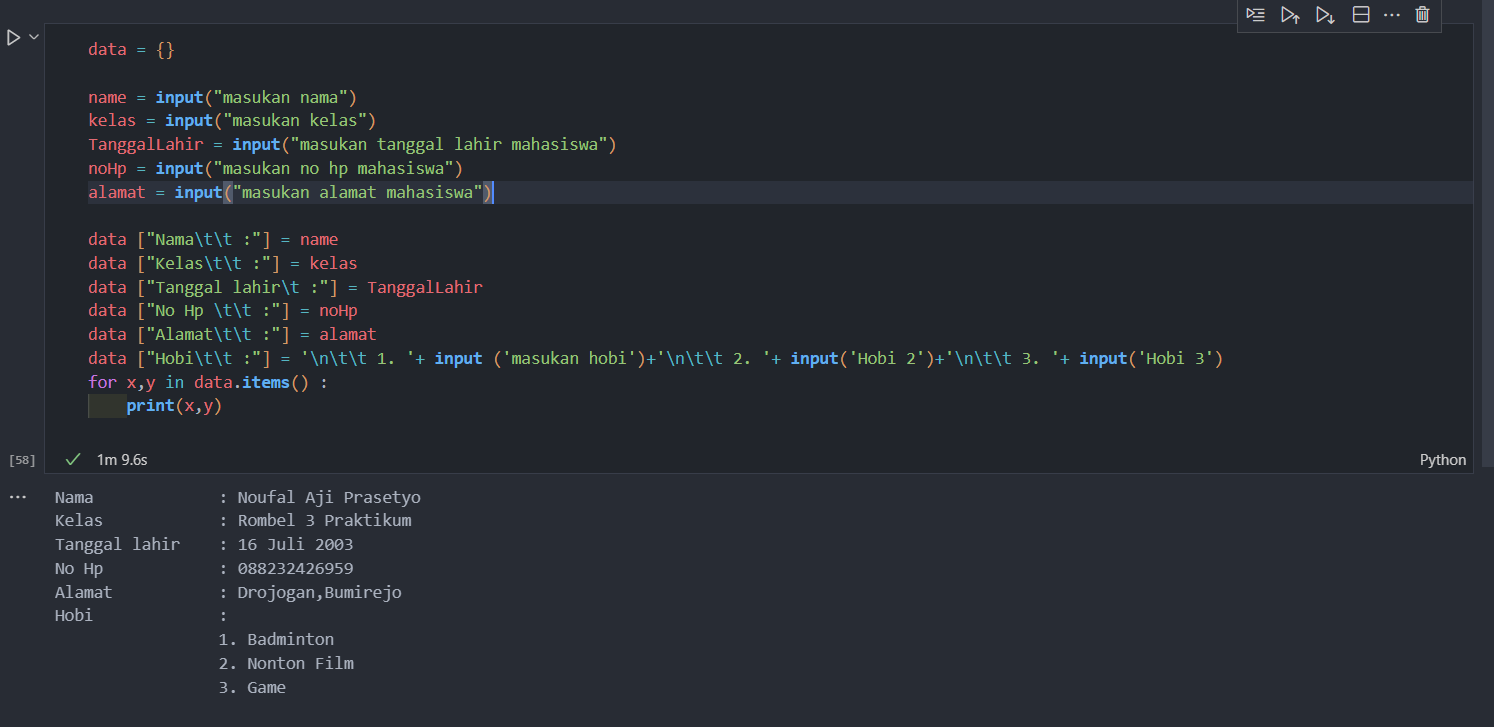 data = {}
name = input("masukan nama")
kelas = input("masukan kelas")
TanggalLahir = input("masukan tanggal lahir mahasiswa")
noHp = input("masukan no hp mahasiswa")
alamat = input("masukan alamat mahasiswa")
data ["Nama\t\t :"] = name
data ["Kelas\t\t :"] = kelas
data ["Tanggal lahir\t :"] = TanggalLahir
data ["No Hp \t\t :"] = noHp
data ["Alamat\t\t :"] = alamat
data ["Hobi\t\t :"] = '\n\t\t 1. '+ input ('masukan hobi')+'\n\t\t 2. '+ input('Hobi 2')+'\n\t\t 3. '+ input('Hobi 3')
for x,y in data.items() :
    print(x,y)
[58] 1m 9.6s Python
Nama : Noufal Aji Prasetyo
Kelas : Rombel 3 Praktikum
Tanggal lahir : 16 Juli 2003
No Hp : 088232426959
Alamat : Drojogan,Bumirejo
Hobi :
1. Badminton
2. Nonton Film
3. Game